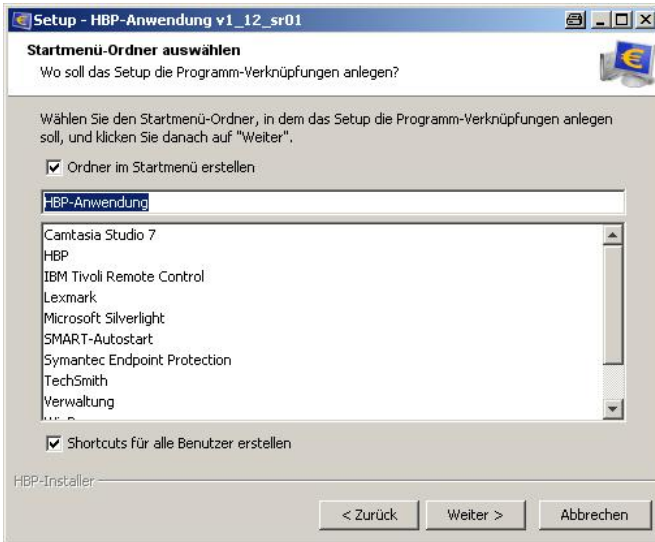 Setup - HBP-Anwendung v1_12_sr01
Startmenü-Ordner auswählen
Wo soll das Setup die Programm-Verknüpfungen anlegen?
Wählen Sie den Startmenü-Ordner, in dem das Setup die Programm-Verknüpfungen anlegen
soll, und klicken Sie danach auf "Weiter".
Ordner im Startmenü erstellen
HBP-Anwendung
Camtasia Studio 7
HBP
IBM Tivoli Remote Control
Lexmark
Microsoft Silverlight
SMART-Autostart
Symantec Endpoint Protection
TechSmith
Verwaltung
Shortcuts für alle Benutzer erstellen
HBP-Installer
< Zurück
Weiter >
Abbrechen